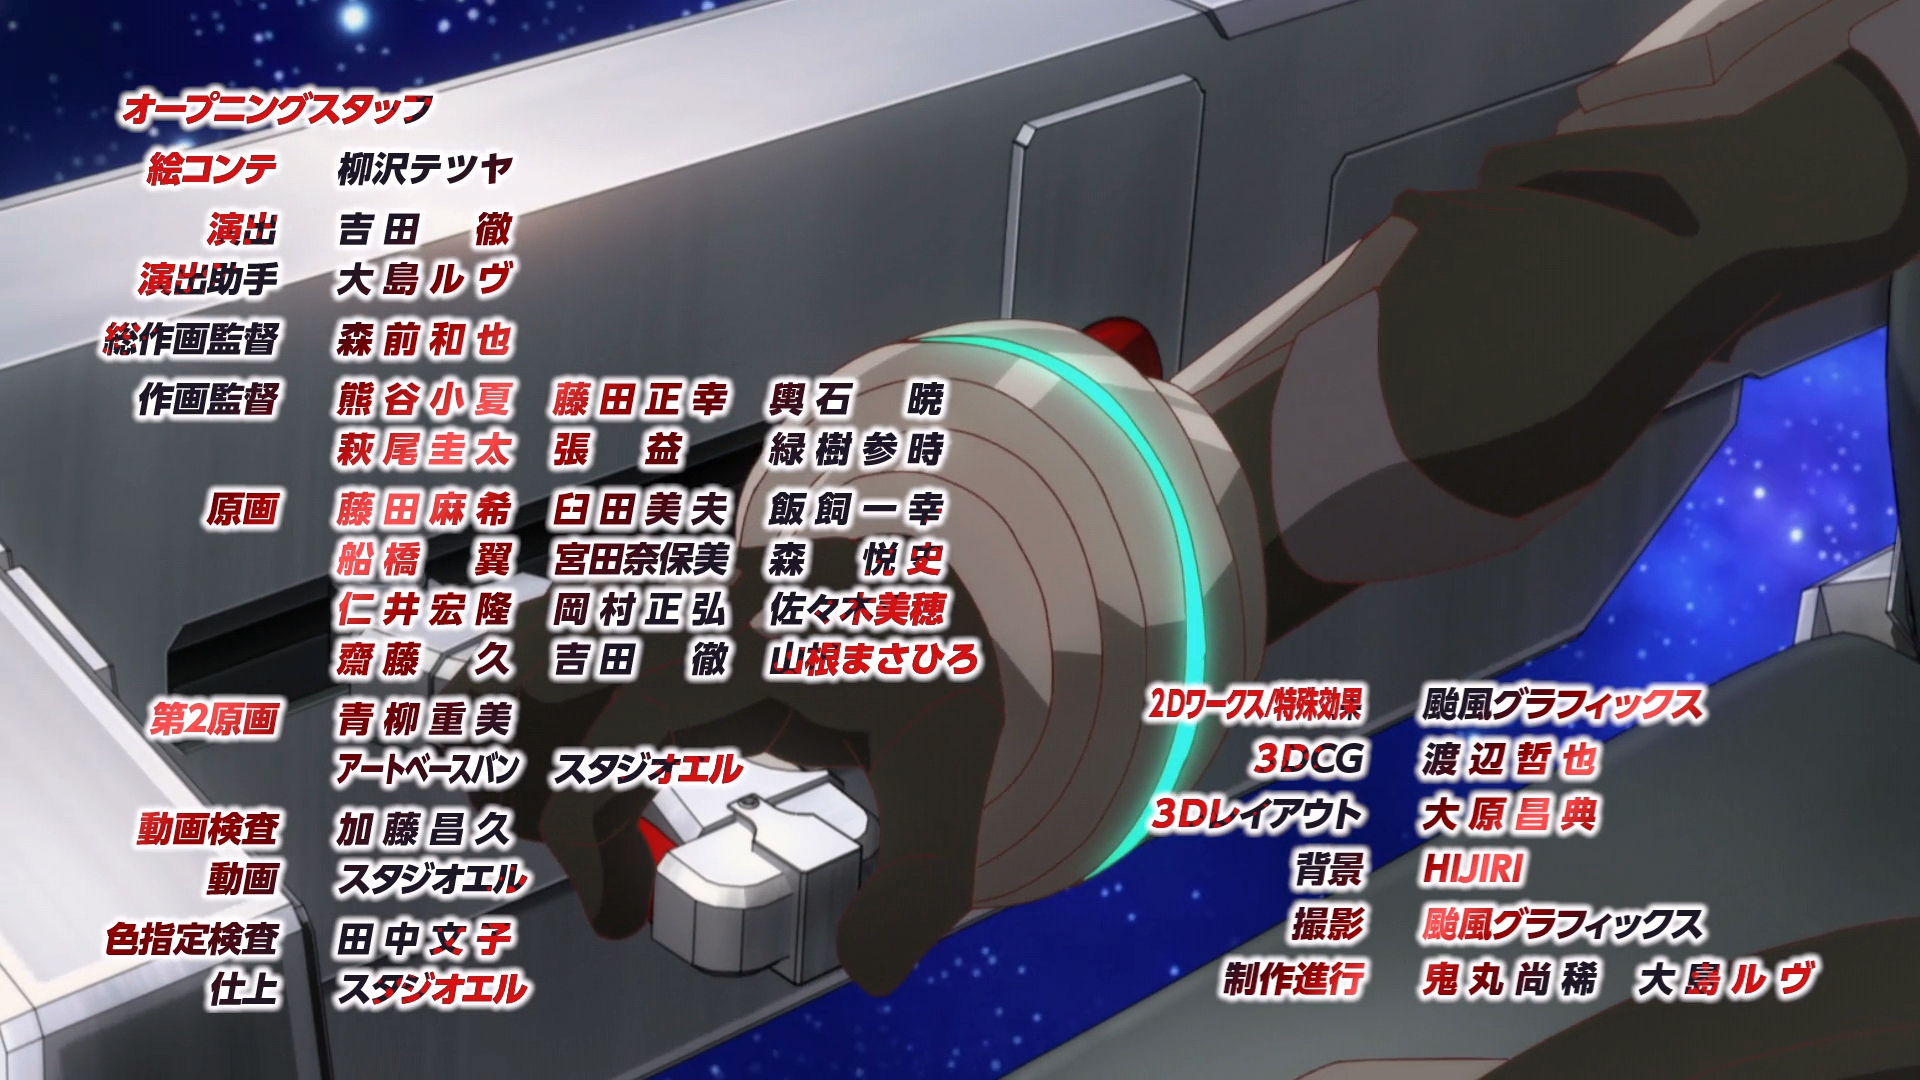 オープニングスタッフ
絵コンテ 柳沢テツヤ
演出 吉田 徹
演出助手 大島ルヴ
総作画監督 森前和也
作画監督 熊谷小夏 藤田正幸 輿石 暁
萩尾圭太 張 益 緑樹参時
原画 藤田麻希 臼田美夫 飯飼一幸
船橋 翼 宮田奈保美 森 悦史
仁井宏隆 岡村正弘 佐々木美穂
齋藤 久 吉田 徹 山根まさひろ
第2原画 青柳重美
アートベースバン スタジオエル
動画検査 加藤昌久
動画 スタジオエル
色指定検査 田中文子
仕上 スタジオエル
2Dワークス/特殊効果 颱風グラフィックス
3DCG 渡辺哲也
3Dレイアウト 大原昌典
背景 HIJIRI
撮影 颱風グラフィックス
制作進行 鬼丸尚稀 大島ルヴ